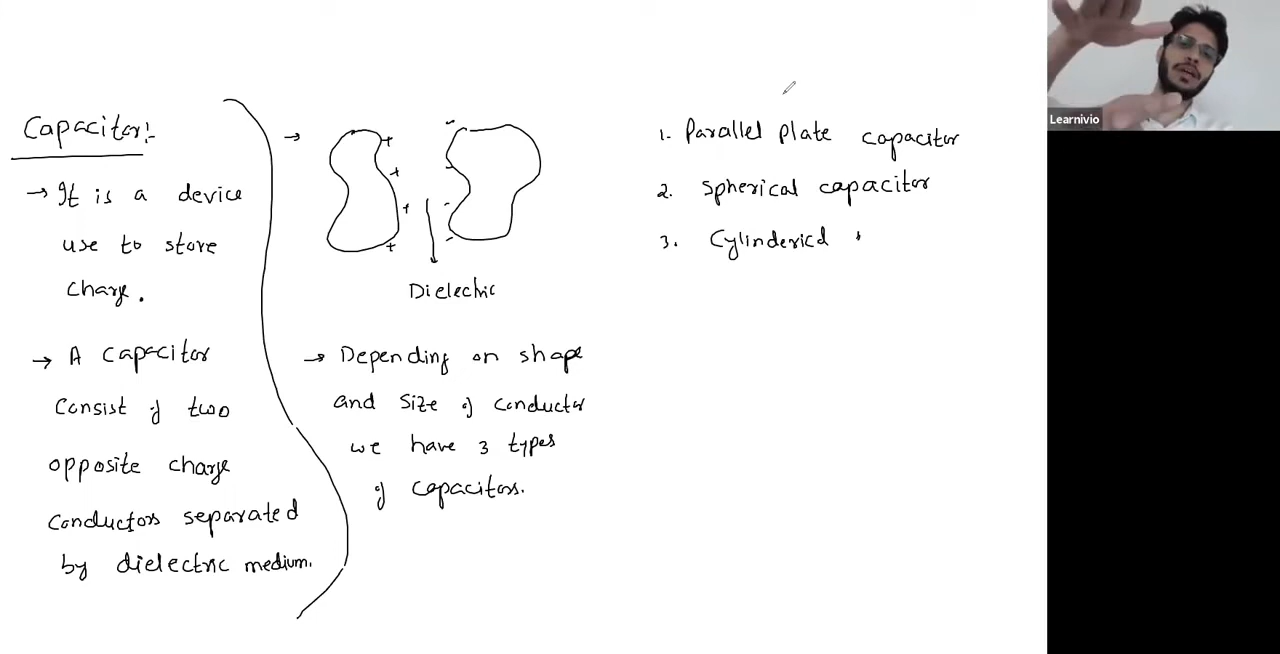 Capacitor:-
→ It is a device
use to store
charge.
→ A capacitor
consist of two
opposite charge
conductors separated
by dielectric medium.
→
+ + + +
- - - -
Dielectric
→ Depending on shape
and size of conductor
we have 3 types
of capacitors.
1. Parallel plate capacitor
2. Spherical capacitor
3. Cylinderical "
Learnivio